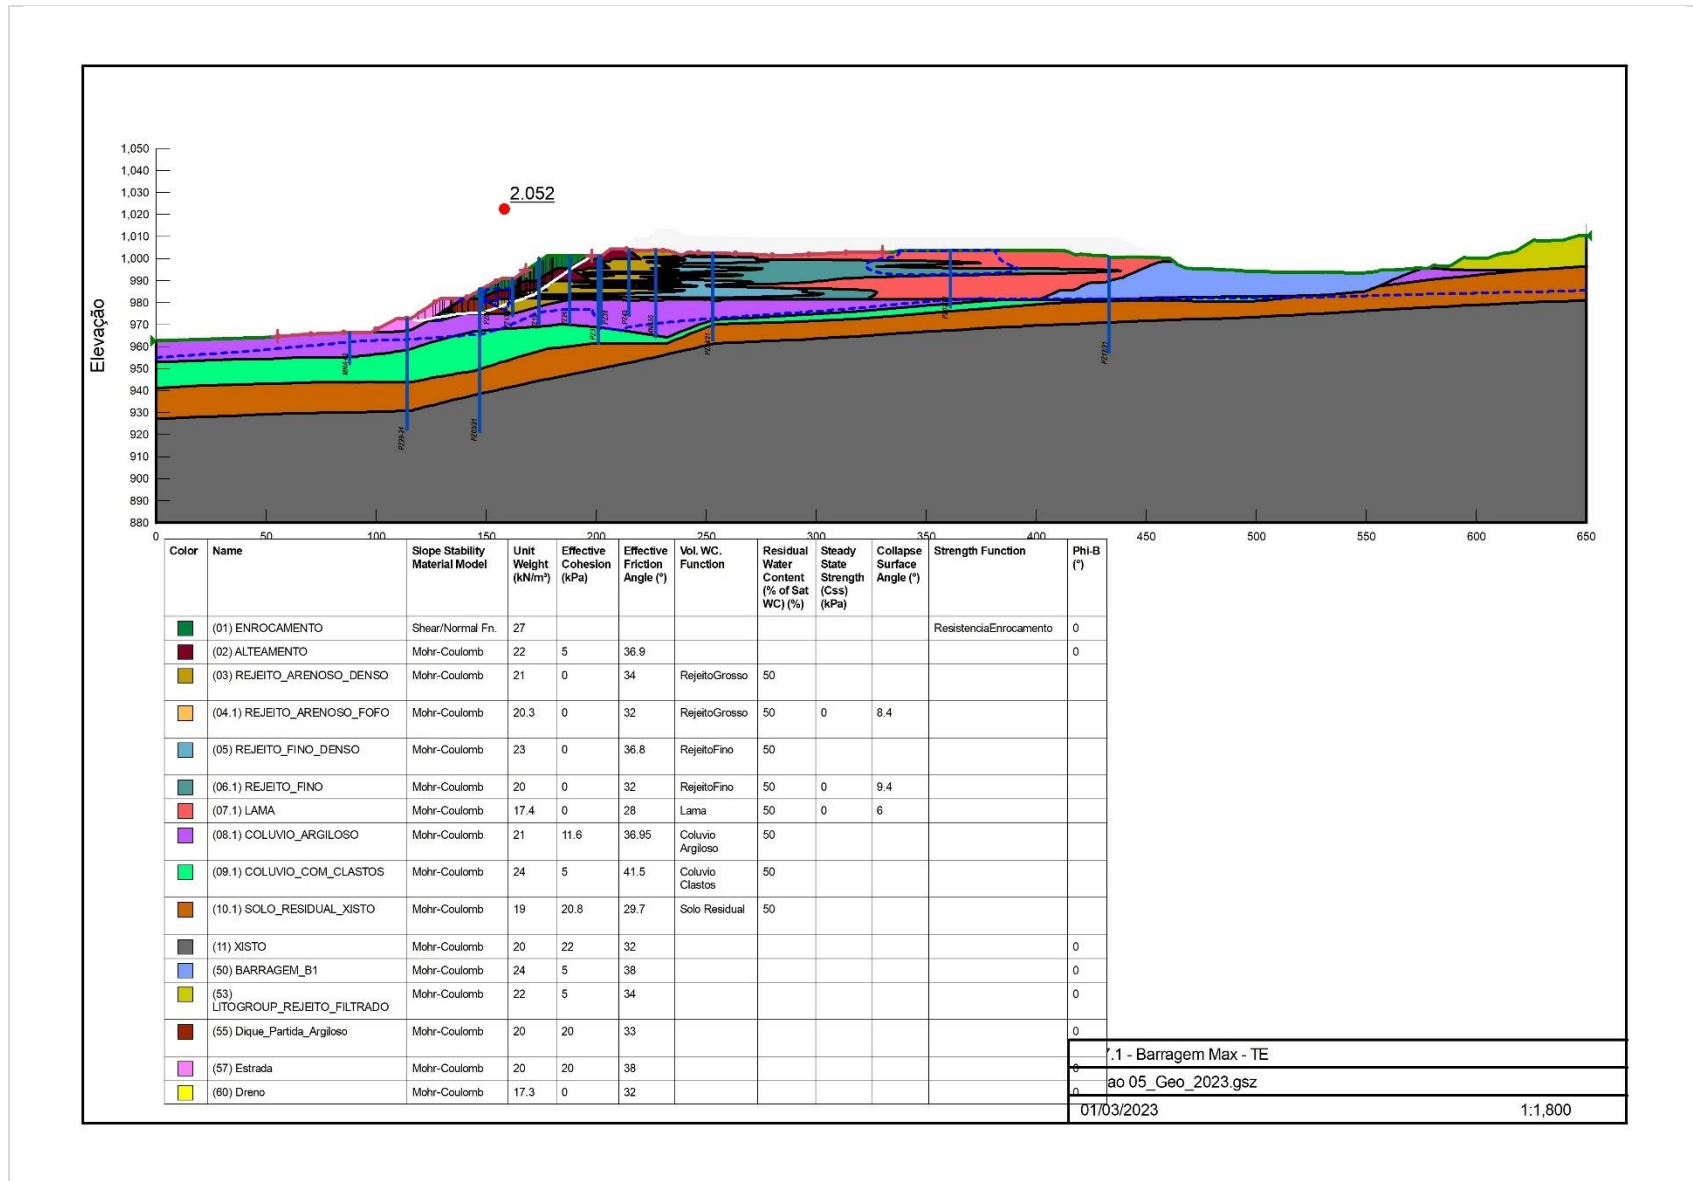 1,050
1,040
1,030
1,020
1,010
1,000
990
980
970
960
950
940
930
920
910
900
890
880
Elevação
2.052
PZ29-21
PZ03/21
PZ12/21
0 50 100 150 200 250 300 350 400 450 500 550 600 650
Color Name Slope Stability Material Model Unit Weight (kN/m³) Effective Cohesion (kPa) Effective Friction Angle (°) Vol. WC. Function Residual Water Content (% of Sat WC) (%) Steady State Strength (Css) (kPa) Collapse Surface Angle (°) Strength Function Phi-B (°)
(01) ENROCAMENTO Shear/Normal Fn. 27 ResistenciaEnrocamento 0
(02) ALTEAMENTO Mohr-Coulomb 22 5 36.9 0
(03) REJEITO_ARENOSO_DENSO Mohr-Coulomb 21 0 34 RejeitoGrosso 50
(04.1) REJEITO_ARENOSO_FOFO Mohr-Coulomb 20.3 0 32 RejeitoGrosso 50 0 8.4
(05) REJEITO_FINO_DENSO Mohr-Coulomb 23 0 36.8 RejeitoFino 50
(06.1) REJEITO_FINO Mohr-Coulomb 20 0 32 RejeitoFino 50 0 9.4
(07.1) LAMA Mohr-Coulomb 17.4 0 28 Lama 50 0 6
(08.1) COLUVIO_ARGILOSO Mohr-Coulomb 21 11.6 36.95 Coluvio Argiloso 50
(09.1) COLUVIO_COM_CLASTOS Mohr-Coulomb 24 5 41.5 Coluvio Clastos 50
(10.1) SOLO_RESIDUAL_XISTO Mohr-Coulomb 19 20.8 29.7 Solo Residual 50
(11) XISTO Mohr-Coulomb 20 22 32 0
(50) BARRAGEM_B1 Mohr-Coulomb 24 5 38 0
(53) LITOGROUP_REJEITO_FILTRADO Mohr-Coulomb 22 5 34 0
(55) Dique_Partida_Argiloso Mohr-Coulomb 20 20 33 0
(57) Estrada Mohr-Coulomb 20 20 38 0
(60) Dreno Mohr-Coulomb 17.3 0 32 0
7.1 - Barragem Max - TE
ao 05_Geo_2023.gsz
01/03/2023 1:1,800